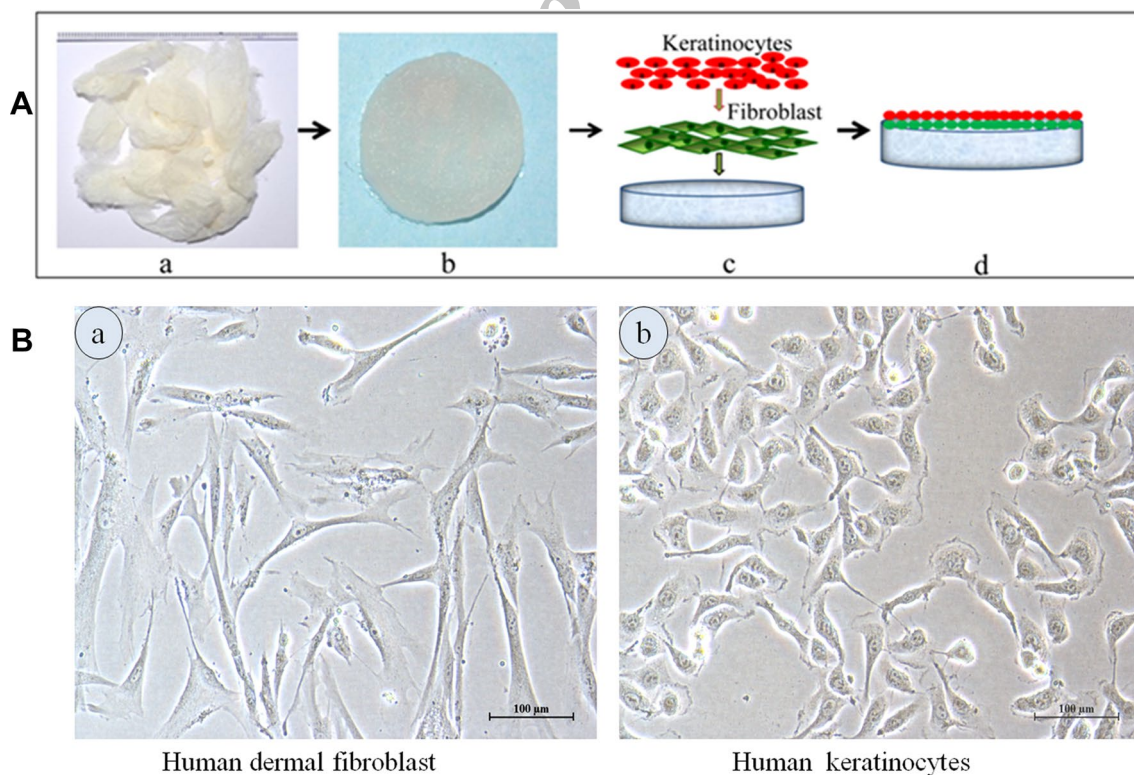 A
Keratinocytes
Fibroblast
a
b
c
d
B
a
b
100 µm
100 µm
Human dermal fibroblast
Human keratinocytes